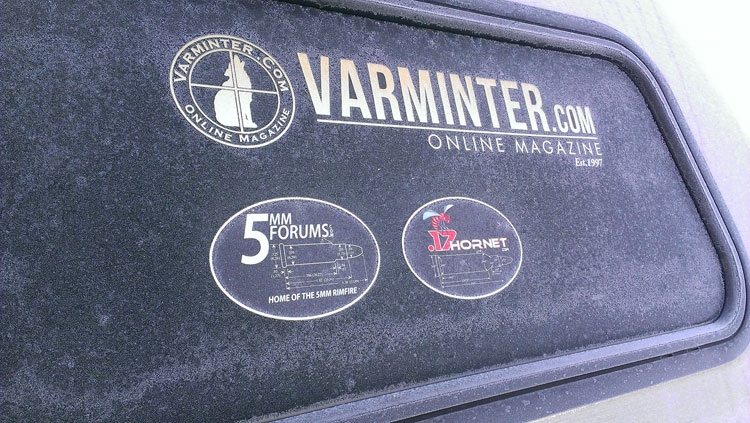 VARMINTER.COM
ONLINE MAGAZINE
VARMINTER.COM
ONLINE MAGAZINE
Est.1997
5MM
FORUMS
HOME OF THE 5MM RIMFIRE
.17 HORNET